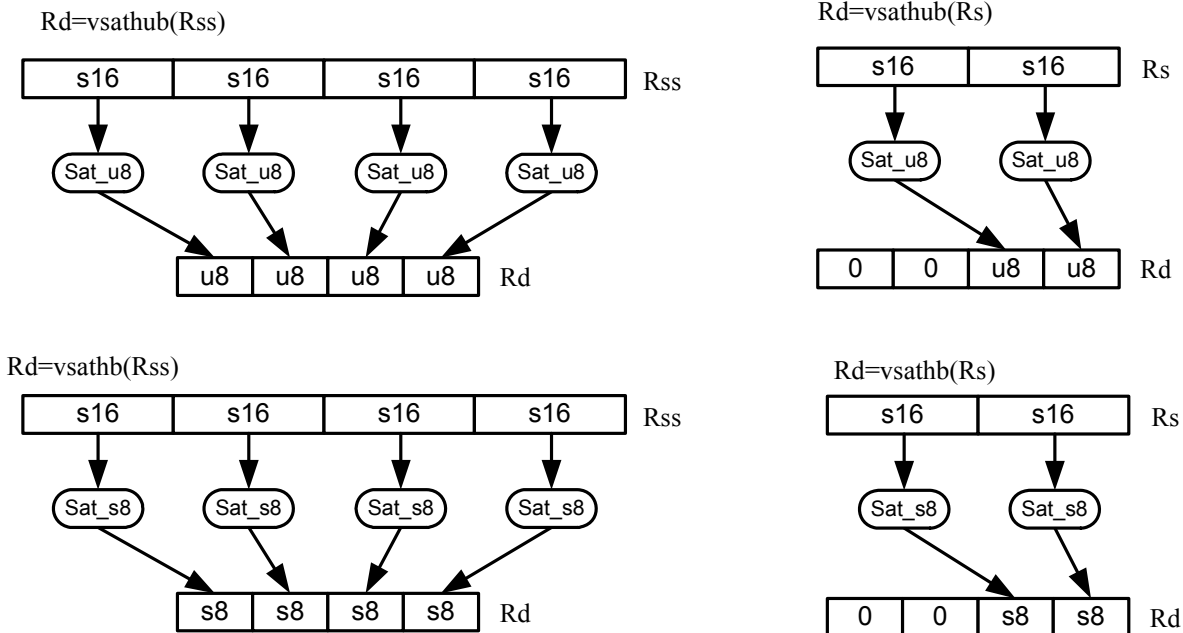 Rd=vsathub(Rss)
s16 s16 s16 s16 Rss
Sat_u8 Sat_u8 Sat_u8 Sat_u8
u8 u8 u8 u8 Rd
Rd=vsathub(Rs)
s16 s16 Rs
Sat_u8 Sat_u8
0 0 u8 u8 Rd
Rd=vsathb(Rss)
s16 s16 s16 s16 Rss
Sat_s8 Sat_s8 Sat_s8 Sat_s8
s8 s8 s8 s8 Rd
Rd=vsathb(Rs)
s16 s16 Rs
Sat_s8 Sat_s8
0 0 s8 s8 Rd